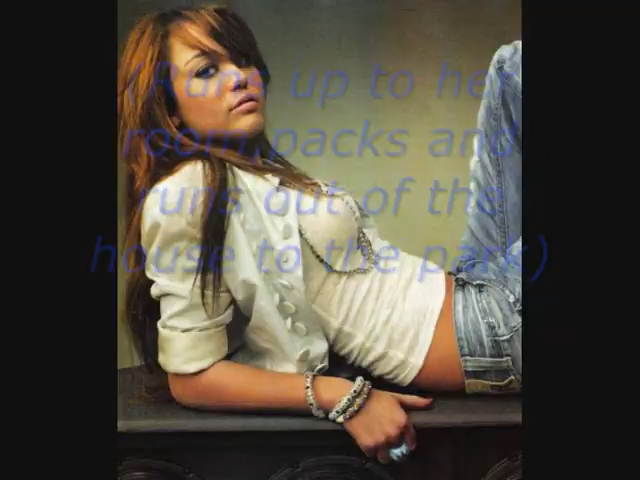 (Runs up to her
room,packs and
runs out of the
house to the park)